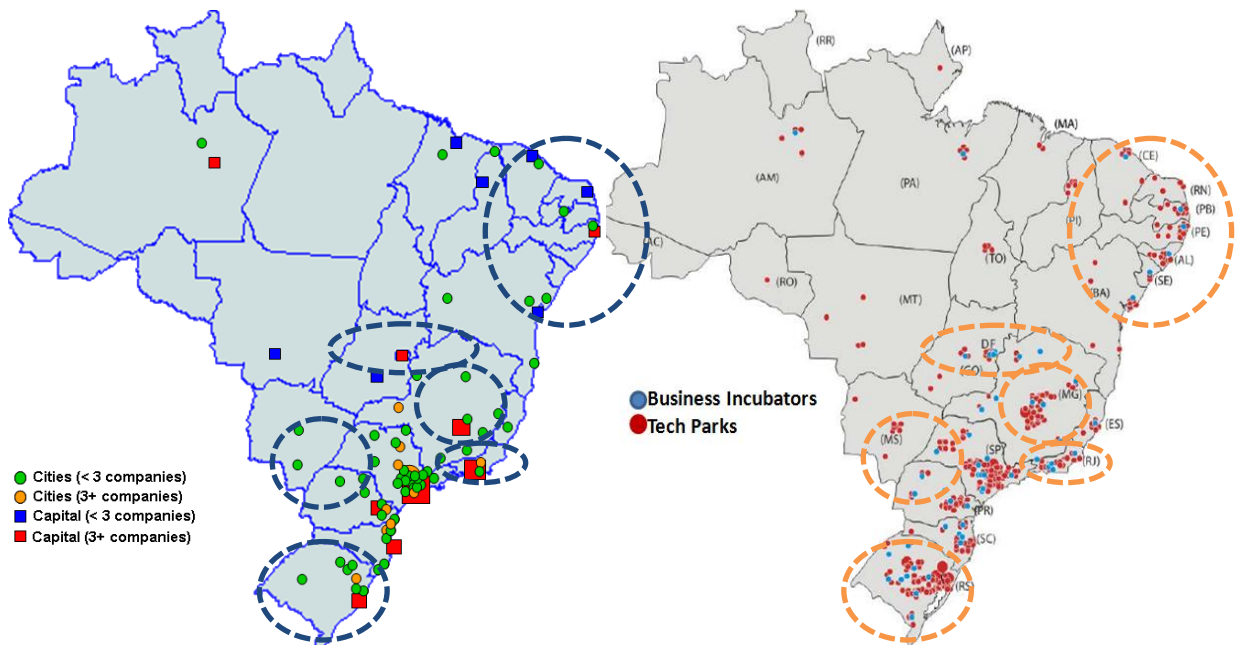 (RR)
(AP)
(MA)
(CE)
(AM)
(PA)
(RN)
(PB)
(PI)
(PE)
(AC)
(TO)
(AL)
(RO)
(SE)
(MT)
(BA)
DF
(GO)
Business Incubators
(MG)
Tech Parks
(ES)
(MS)
(SP)
(RJ)
Cities (< 3 companies)
Cities (3+ companies)
(PR)
Capital (< 3 companies)
Capital (3+ companies)
(SC)
(RS)